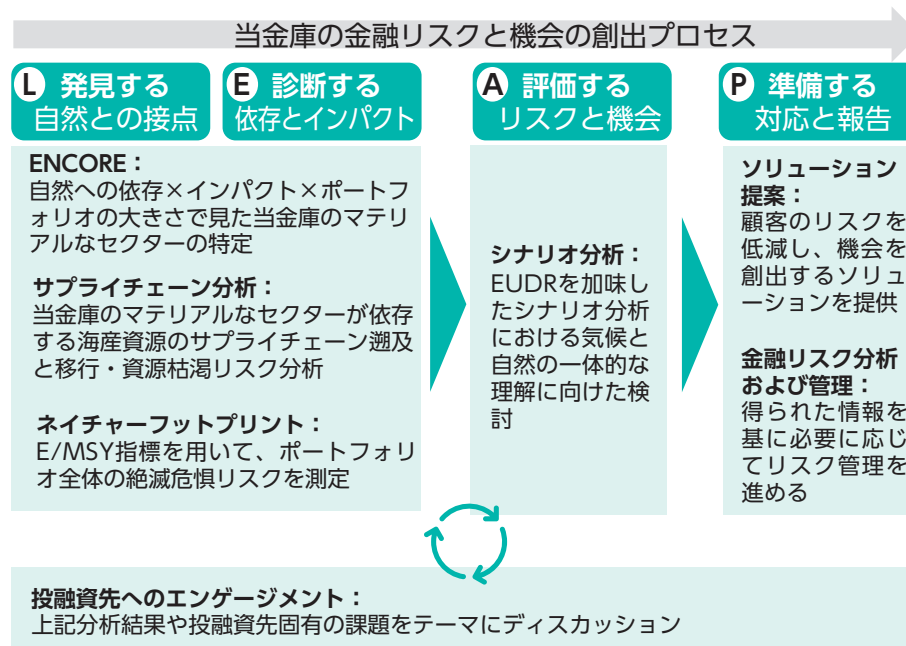 当金庫の金融リスクと機会の創出プロセス
L 発見する
自然との接点
E 診断する
依存とインパクト
A 評価する
リスクと機会
P 準備する
対応と報告
ENCORE：
自然への依存×インパクト×ポートフ
ォリオの大きさで見た当金庫のマテリ
アルなセクターの特定
サプライチェーン分析：
当金庫のマテリアルなセクターが依存
する海産資源のサプライチェーン遡及
と移行・資源枯渇リスク分析
ネイチャーフットプリント：
E/MSY指標を用いて、ポートフォリ
オ全体の絶滅危惧リスクを測定
シナリオ分析：
EUDRを加味し
たシナリオ分析
における気候と
自然の一体的な
理解に向けた検
討
ソリューション
提案：
顧客のリスクを
低減し、機会を
創出するソリュ
ーションを提供
金融リスク分析
および管理：
得られた情報を
基に必要に応じ
てリスク管理を
進める
投融資先へのエンゲージメント：
上記分析結果や投融資先固有の課題をテーマにディスカッション